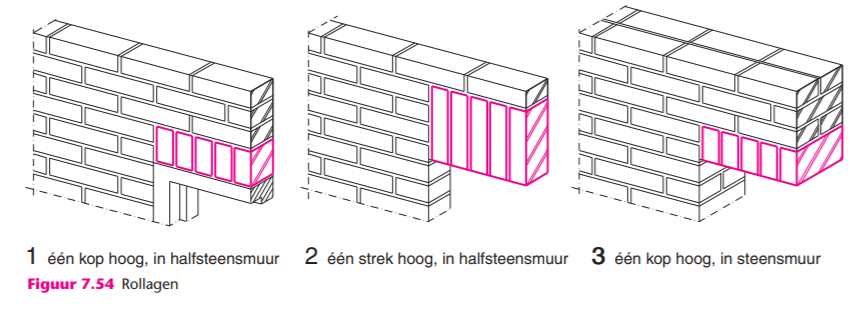 1 één kop hoog, in halfsteensmuur
2 één strek hoog, in halfsteensmuur
3 één kop hoog, in steensmuur
Figuur 7.54 Rollagen